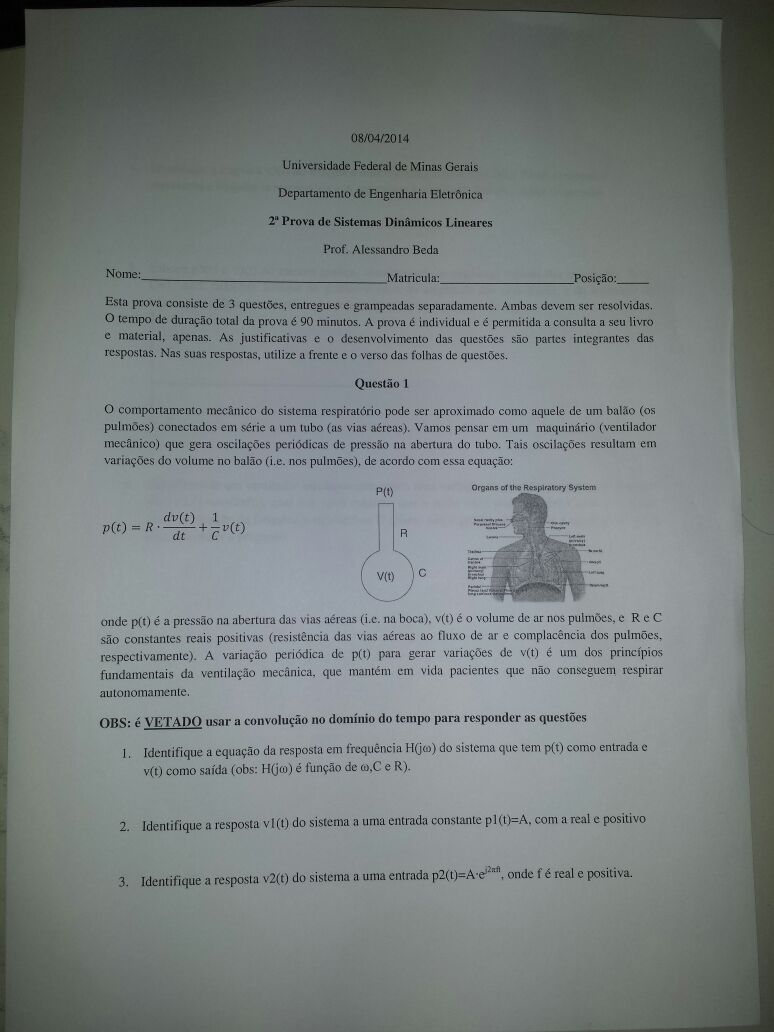 08/04/2014
Universidade Federal de Minas Gerais
Departamento de Engenharia Eletrônica
2ª Prova de Sistemas Dinâmicos Lineares
Prof. Alessandro Beda
Nome:____________________Matricula:____________________Posição:_____
Esta prova consiste de 3 questões, entregues e grampeadas separadamente. Ambas devem ser resolvidas.
O tempo de duração total da prova é 90 minutos. A prova é individual e é permitida a consulta a seu livro
e material, apenas. As justificativas e o desenvolvimento das questões são partes integrantes das
respostas. Nas suas respostas, utilize a frente e o verso das folhas de questões.
Questão 1
O comportamento mecânico do sistema respiratório pode ser aproximado como aquele de um balão (os
pulmões) conectados em série a um tubo (as vias aéreas). Vamos pensar em um maquinário (ventilador
mecânico) que gera oscilações periódicas de pressão na abertura do tubo. Tais oscilações resultam em
variações do volume no balão (i.e. nos pulmões), de acordo com essa equação:
p(t) = R · dv(t)/dt + 1/C v(t)
P(t)
R
V(t)
C
Organs of the Respiratory System
onde p(t) é a pressão na abertura das vias aéreas (i.e. na boca), v(t) é o volume de ar nos pulmões, e R e C
são constantes reais positivas (resistência das vias aéreas ao fluxo de ar e complacência dos pulmões,
respectivamente). A variação periódica de p(t) para gerar variações de v(t) é um dos princípios
fundamentais da ventilação mecânica, que mantém em vida pacientes que não conseguem respirar
autonomamente.
OBS: é VETADO usar a convolução no domínio do tempo para responder as questões
1. Identifique a equação da resposta em frequência H(jω) do sistema que tem p(t) como entrada e
v(t) como saída (obs: H(jω) é função de ω,C e R).
2. Identifique a resposta v1(t) do sistema a uma entrada constante p1(t)=A, com a real e positivo
3. Identifique a resposta v2(t) do sistema a uma entrada p2(t)=A·e^j2πft, onde f é real e positiva.